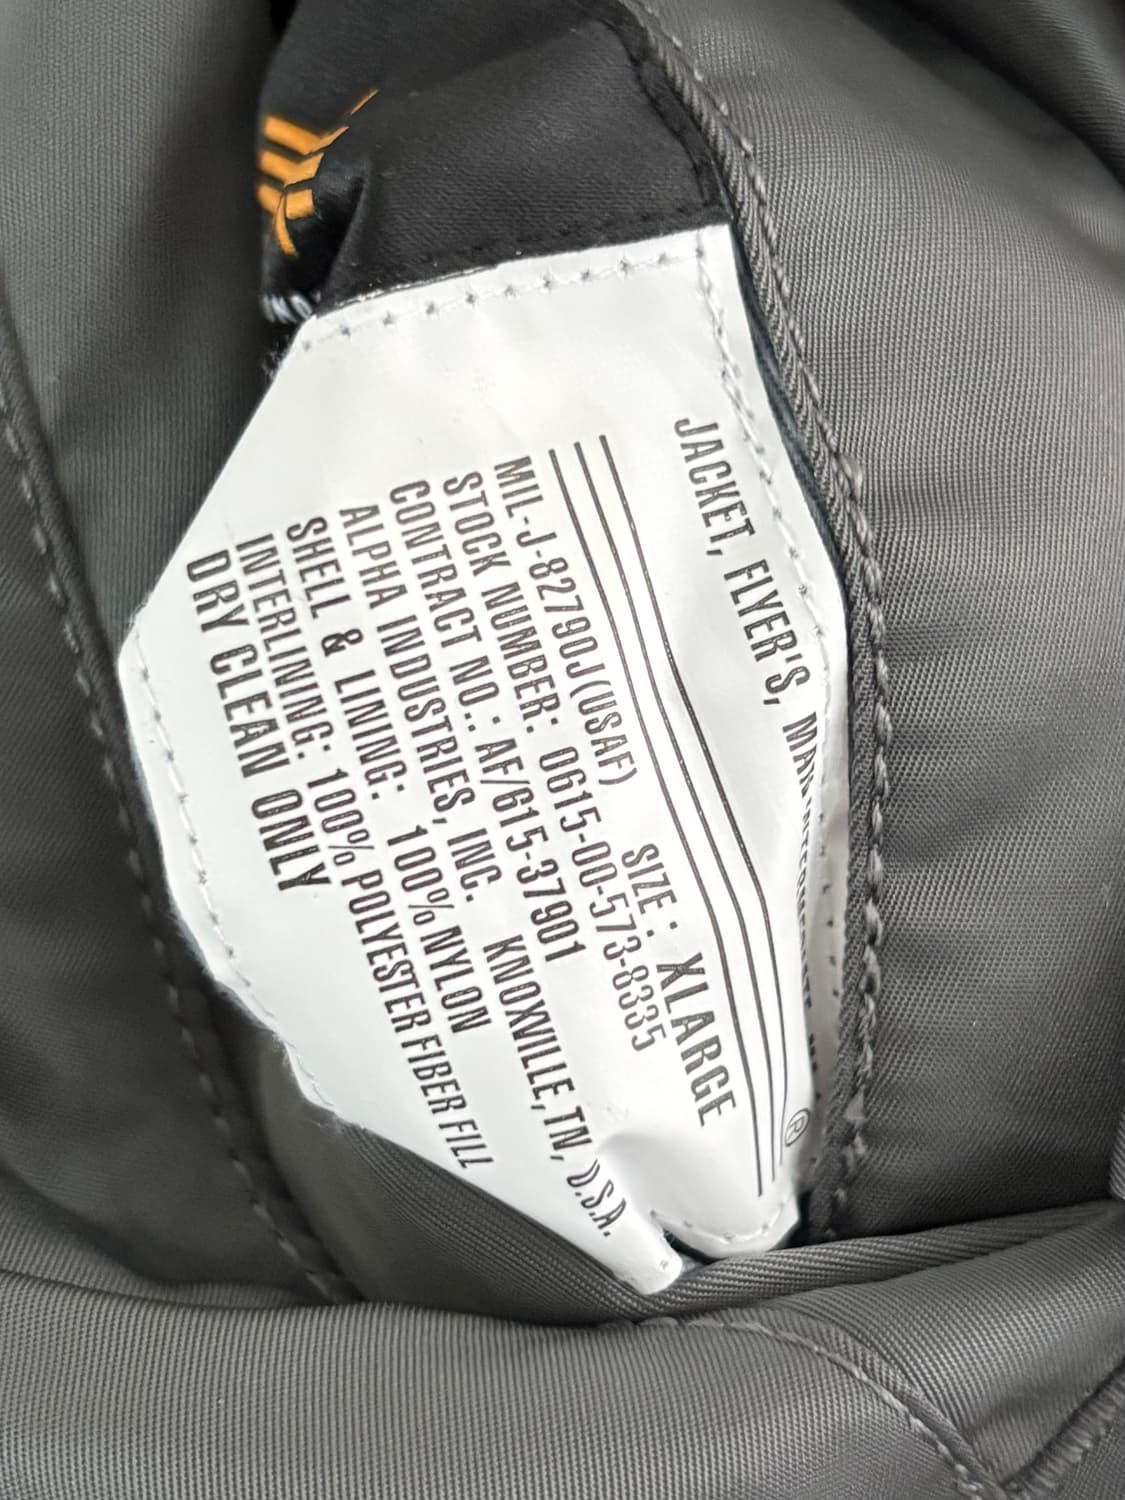 JACKET, FLYER'S, MAN
MIL-J-82790J(USAF) SIZE: XLARGE
STOCK NUMBER: 0615-00-573-8335
CONTRACT NO.: AF/615-37901
ALPHA INDUSTRIES, INC. KNOXVILLE, TN, U.S.A.
SHELL & LINING: 100% NYLON
INTERLINING: 100% POLYESTER FIBER FILL
DRY CLEAN ONLY
®